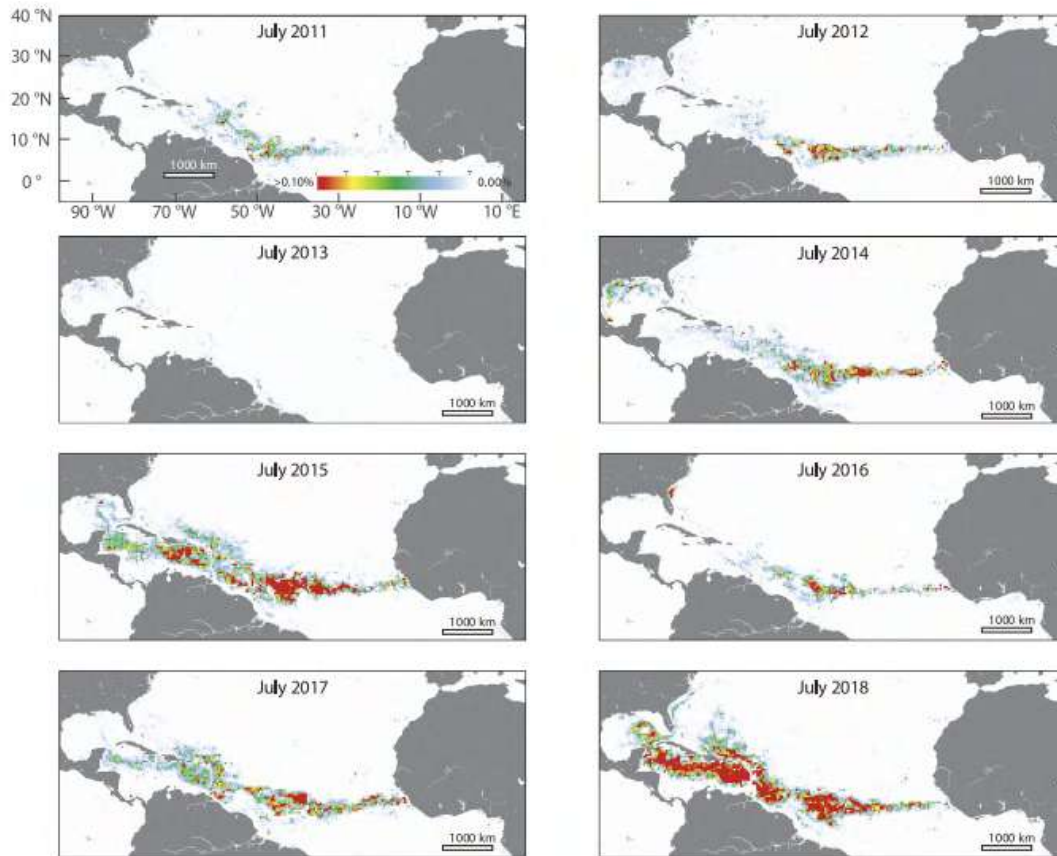 40 °N
30 °N
20 °N
10 °N
0 °
July 2011
1000 km
>0.10%
0.00%
90 °W
70 °W
50 °W
30 °W
10 °W
10 °E
July 2012
1000 km
July 2013
1000 km
July 2014
1000 km
July 2015
1000 km
July 2016
1000 km
July 2017
1000 km
July 2018
1000 km